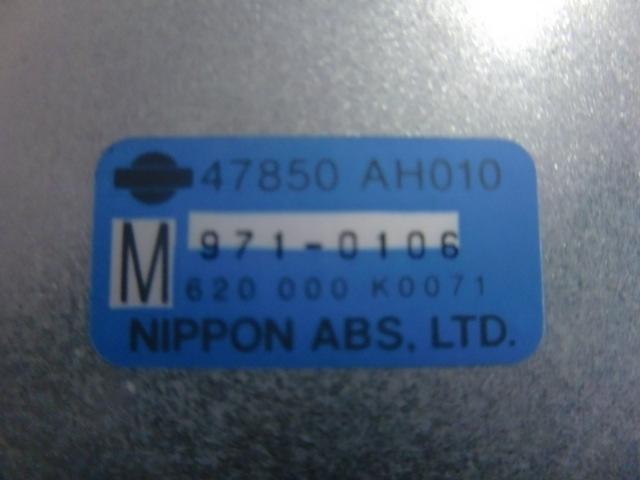 47850 AH010
M 971-0106
620 000 K0071
NIPPON ABS, LTD.